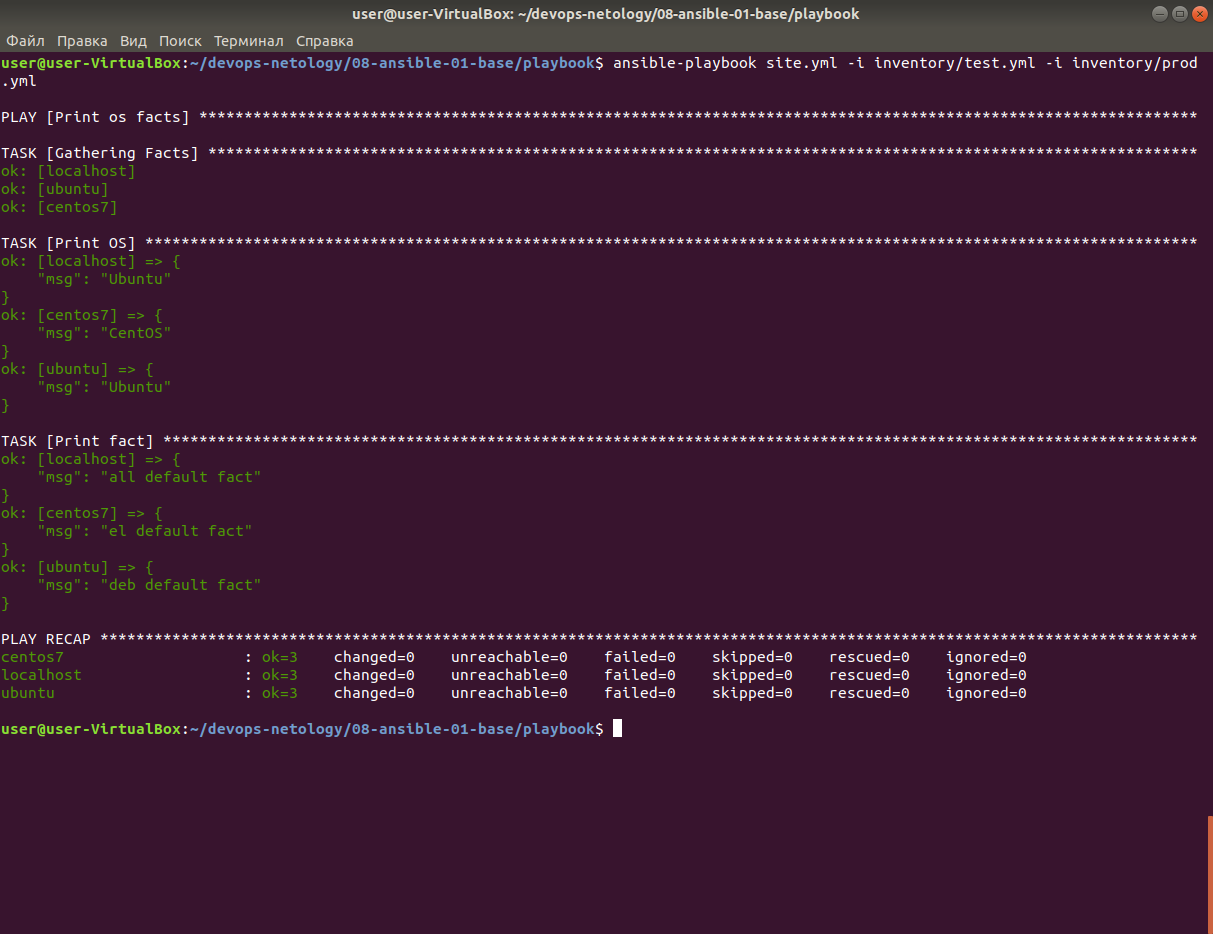 user@user-VirtualBox: ~/devops-netology/08-ansible-01-base/playbook
Файл Правка Вид Поиск Терминал Справка
user@user-VirtualBox:~/devops-netology/08-ansible-01-base/playbook$ ansible-playbook site.yml -i inventory/test.yml -i inventory/prod
.yml
PLAY [Print os facts] ***************************************************************************************************************
TASK [Gathering Facts] **************************************************************************************************************
ok: [localhost]
ok: [ubuntu]
ok: [centos7]
TASK [Print OS] *********************************************************************************************************************
ok: [localhost] => {
    "msg": "Ubuntu"
}
ok: [centos7] => {
    "msg": "CentOS"
}
ok: [ubuntu] => {
    "msg": "Ubuntu"
}
TASK [Print fact] *******************************************************************************************************************
ok: [localhost] => {
    "msg": "all default fact"
}
ok: [centos7] => {
    "msg": "el default fact"
}
ok: [ubuntu] => {
    "msg": "deb default fact"
}
PLAY RECAP **************************************************************************************************************************
centos7                    : ok=3    changed=0    unreachable=0    failed=0    skipped=0    rescued=0    ignored=0
localhost                  : ok=3    changed=0    unreachable=0    failed=0    skipped=0    rescued=0    ignored=0
ubuntu                     : ok=3    changed=0    unreachable=0    failed=0    skipped=0    rescued=0    ignored=0
user@user-VirtualBox:~/devops-netology/08-ansible-01-base/playbook$